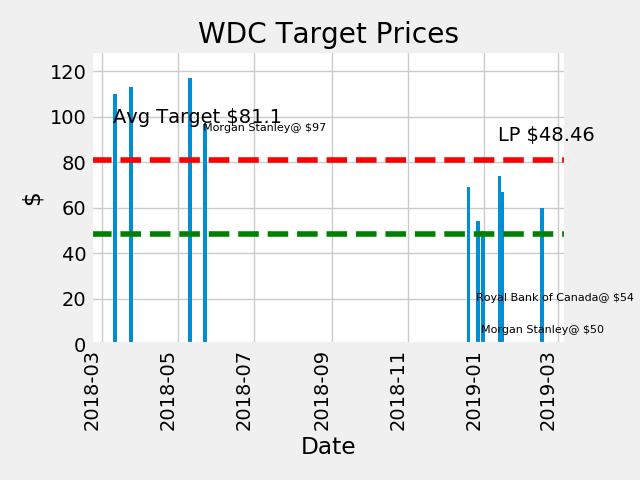 WDC Target Prices
120
100
80
60
40
20
0
$
Avg Target $81.1
Morgan Stanley@ $97
LP $48.46
Royal Bank of Canada@ $54
Morgan Stanley@ $50
2018-03
2018-05
2018-07
2018-09
2018-11
2019-01
2019-03
Date